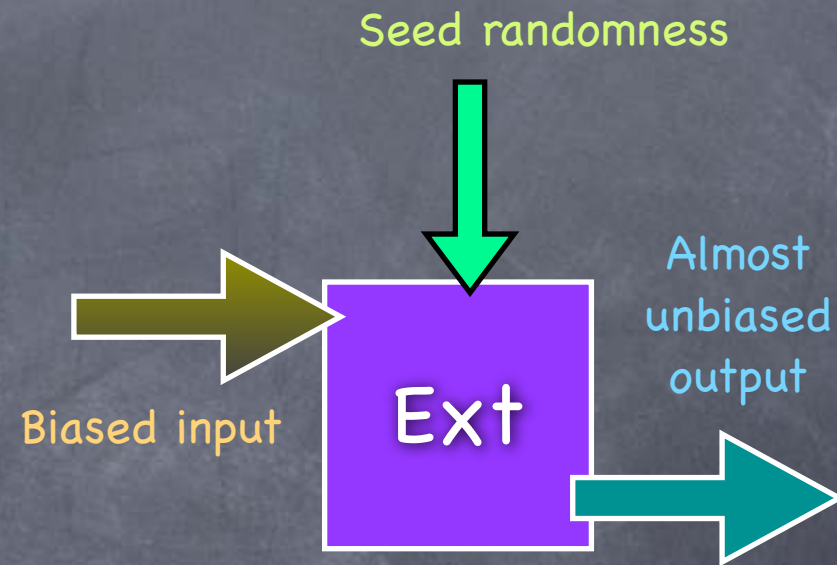 Seed randomness
Almost
unbiased
output
Biased input
Ext